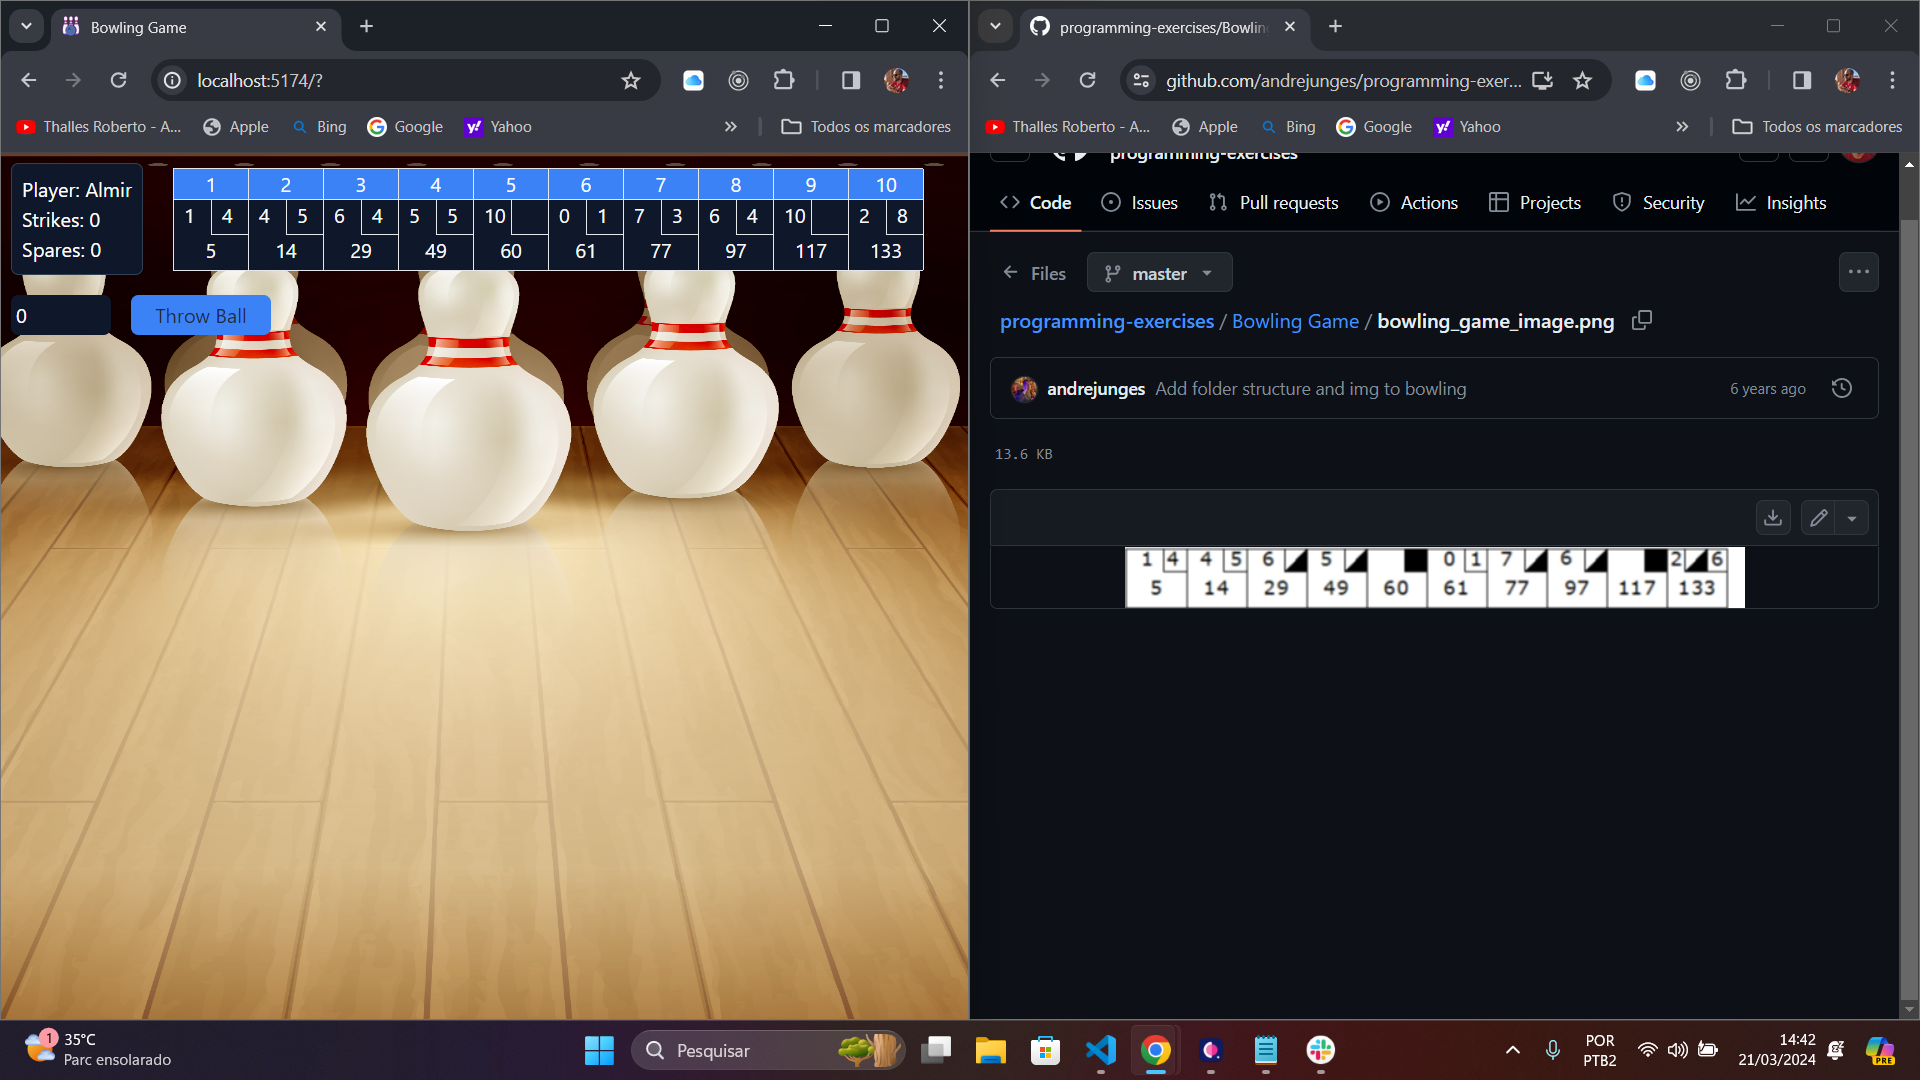 Bowling Game
localhost:5174/?
Thalles Roberto - A...
Apple
Bing
Google
Yahoo
Todos os marcadores
Player: Almir
Strikes: 0
Spares: 0
1 2 3 4 5 6 7 8 9 10
1 4 4 5 6 4 5 5 10 0 1 7 3 6 4 10 2 8
5 14 29 49 60 61 77 97 117 133
0
Throw Ball
programming-exercises/Bowlin
github.com/andrejunges/programming-exer...
Thalles Roberto - A...
Apple
Bing
Google
Yahoo
Todos os marcadores
programming-exercises
Code
Issues
Pull requests
Actions
Projects
Security
Insights
Files
master
programming-exercises / Bowling Game / bowling_game_image.png
andrejunges Add folder structure and img to bowling
6 years ago
13.6 KB
1 4 4 5 6 5 0 1 7 6 2 6
5 14 29 49 60 61 77 97 117 133
1
35°C
Parc ensolarado
Pesquisar
POR
PTB2
14:42
21/03/2024
PRE